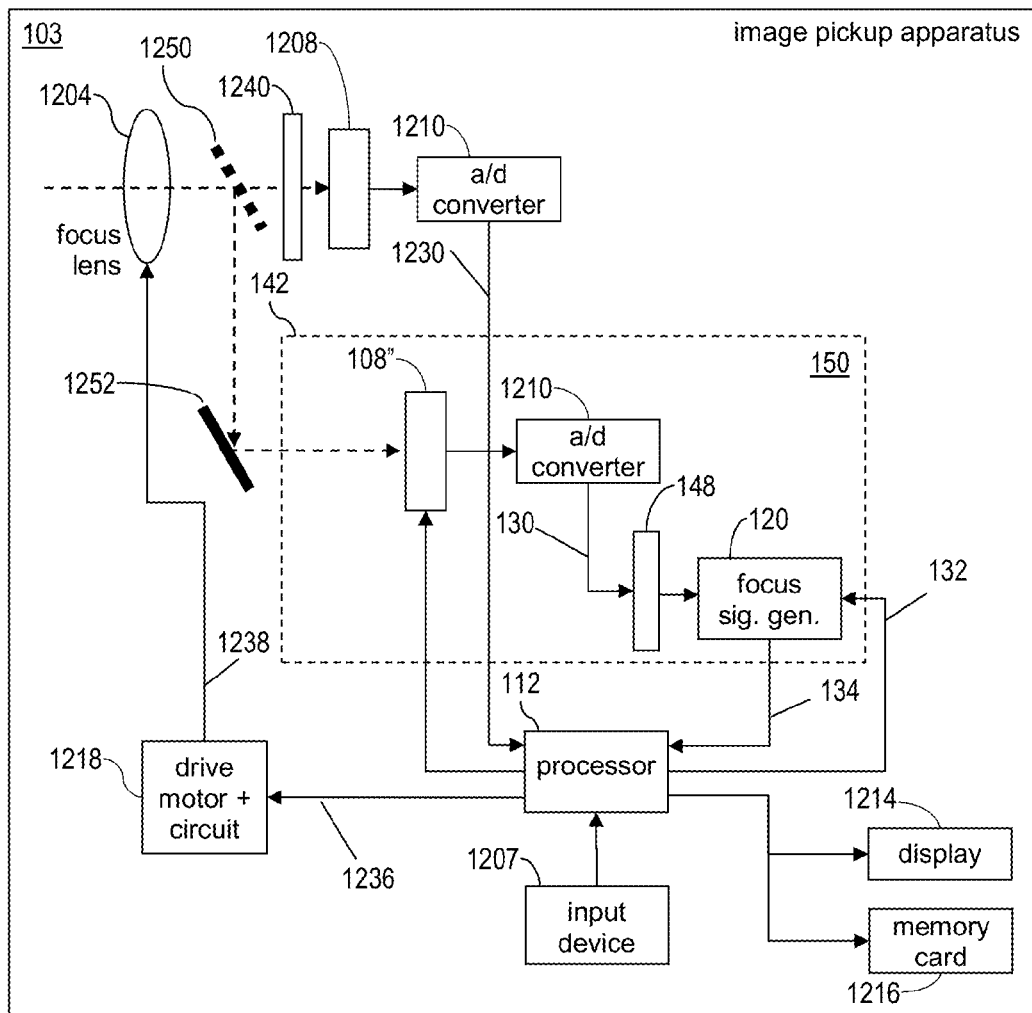 103
image pickup apparatus
1250
1208
1204
1240
1210
a/d
converter
focus
lens
1230
142
108”
150
1252
1210
a/d
converter
148
130
120
focus
sig. gen.
132
1238
112
134
1218
drive
motor +
circuit
processor
1214
display
1236
1207
input
device
memory
card
1216